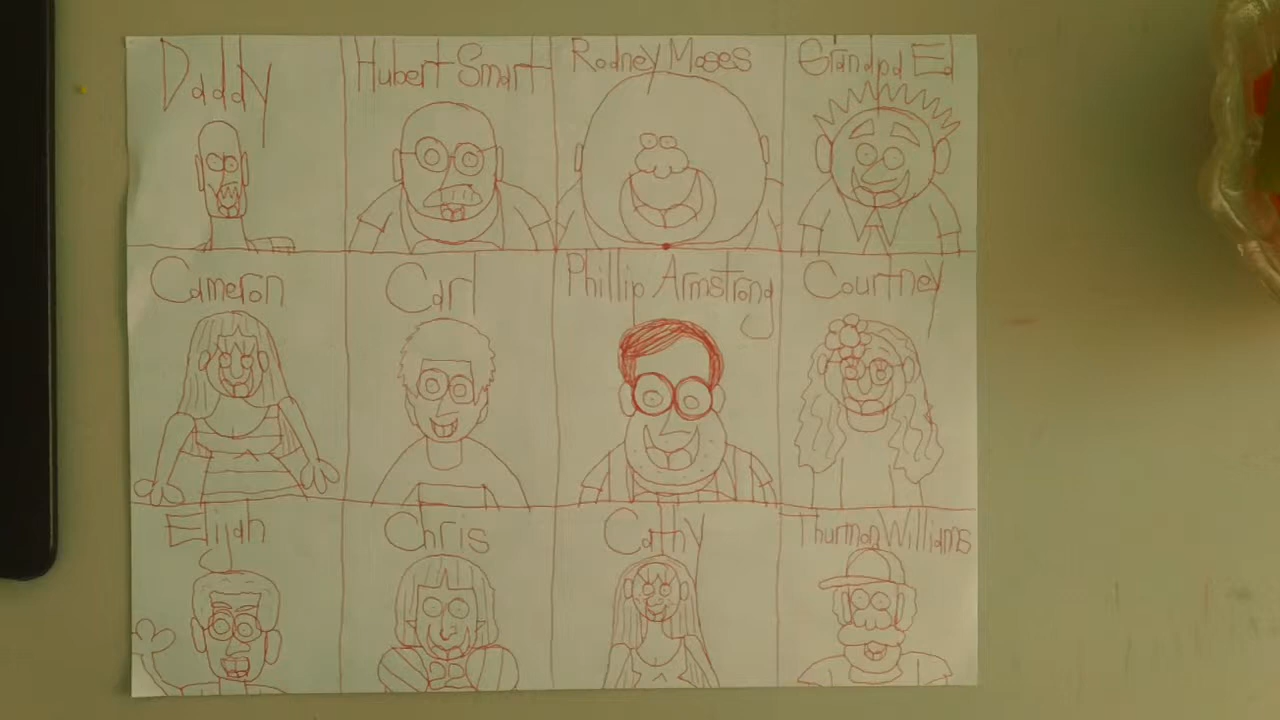 Daddy
Hubert Smart
Rodney Moses
Grandpa Ed
Cameron
Carl
Phillip Armstrong
Courtney
Elijah
Chris
Cathy
Thurman Williams